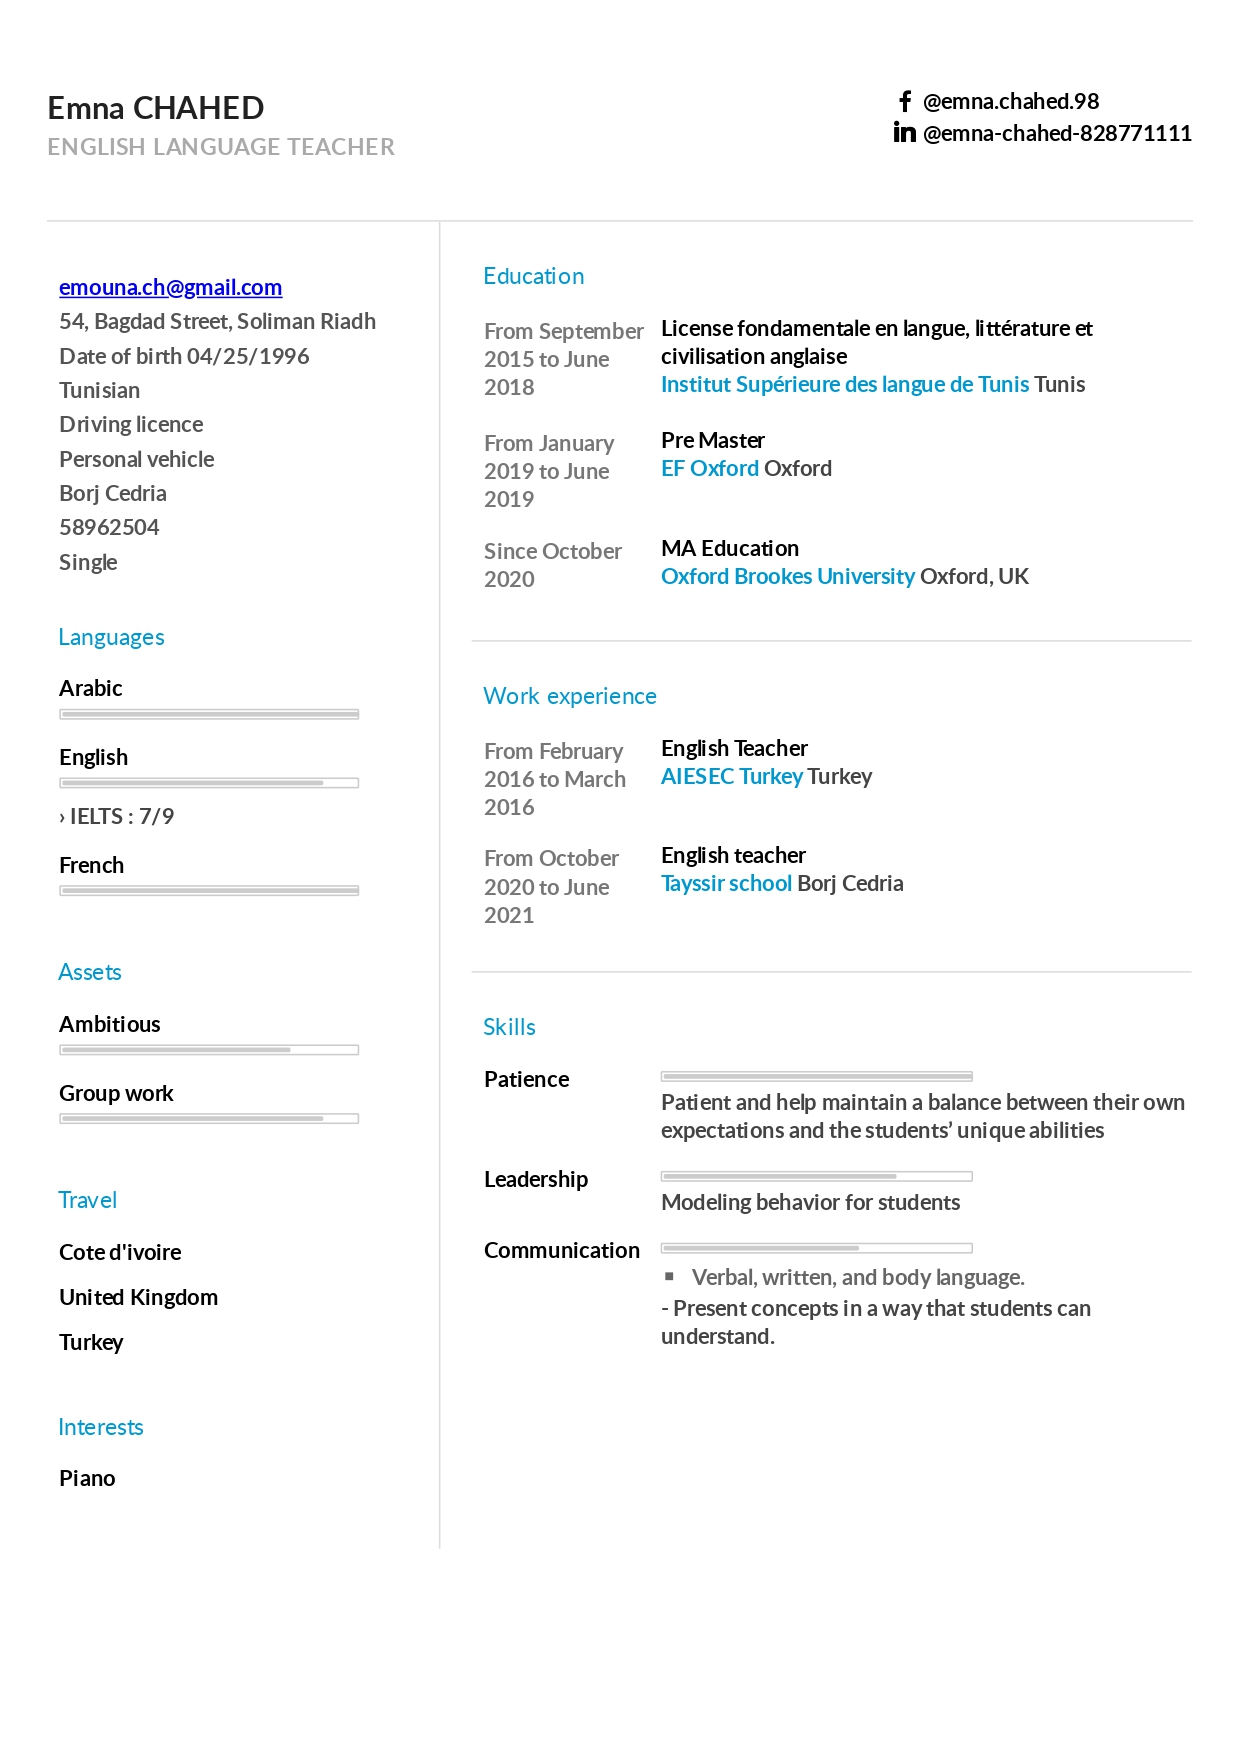 Emna CHAHED
ENGLISH LANGUAGE TEACHER
@emna.chahed.98
@emna-chahed-828771111
emouna.ch@gmail.com
54, Bagdad Street, Soliman Riadh
Date of birth 04/25/1996
Tunisian
Driving licence
Personal vehicle
Borj Cedria
58962504
Single
Languages
Arabic
English
› IELTS : 7/9
French
Assets
Ambitious
Group work
Travel
Cote d'ivoire
United Kingdom
Turkey
Interests
Piano
Education
From September
2015 to June
2018
License fondamentale en langue, littérature et
civilisation anglaise
Institut Supérieure des langue de Tunis Tunis
From January
2019 to June
2019
Pre Master
EF Oxford Oxford
Since October
2020
MA Education
Oxford Brookes University Oxford, UK
Work experience
From February
2016 to March
2016
English Teacher
AIESEC Turkey Turkey
From October
2020 to June
2021
English teacher
Tayssir school Borj Cedria
Skills
Patience
Patient and help maintain a balance between their own
expectations and the students’ unique abilities
Leadership
Modeling behavior for students
Communication
▪ Verbal, written, and body language.
- Present concepts in a way that students can
understand.